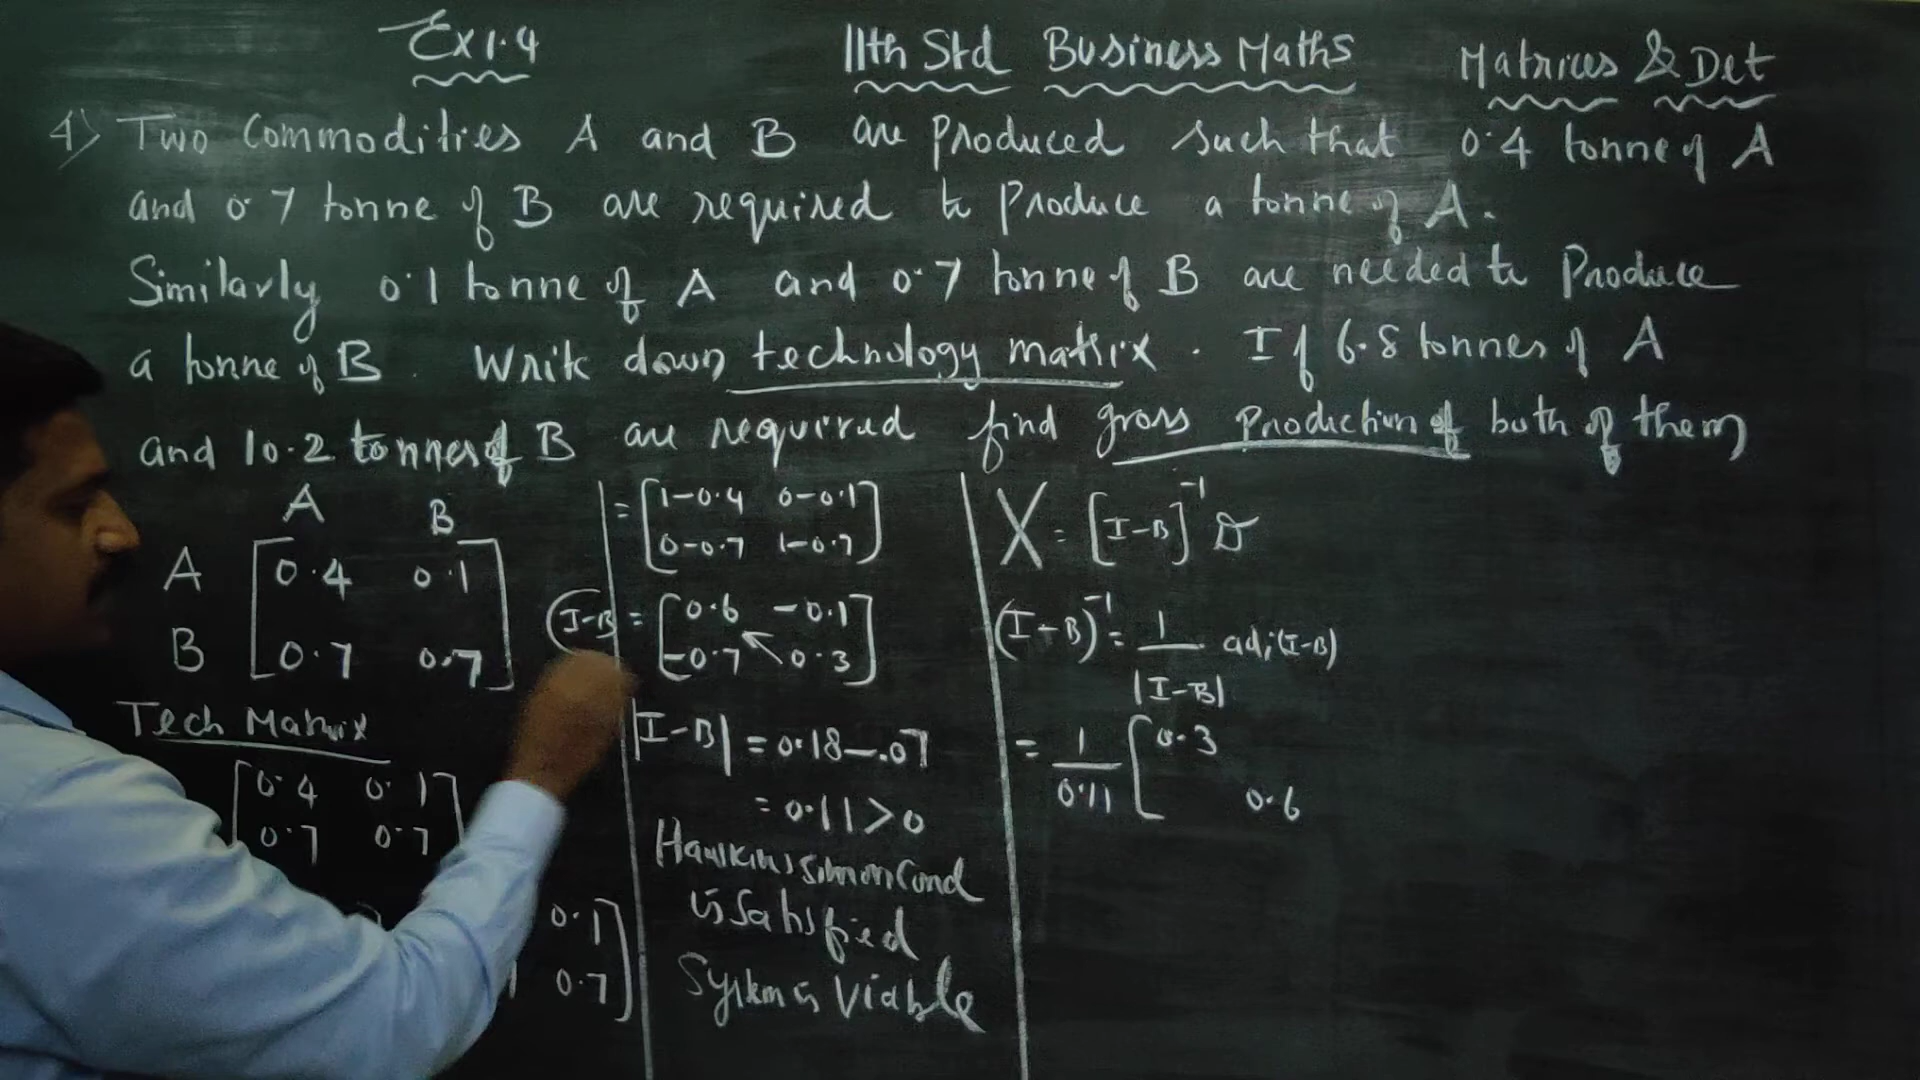 Ex 1.4 11th Std Business Maths Matrices & Det
4) Two Commodities A and B are produced such that 0.4 tonne of A
and 0.7 tonne of B are required to produce a tonne of A.
Similarly 0.1 tonne of A and 0.7 tonne of B are needed to produce
a tonne of B. Write down technology matrix. If 6.8 tonnes of A
and 10.2 tonnes of B are required find gross production of both of them
A B
A [0.4 0.1
B 0.7 0.7]
Tech Matrix
[0.4 0.1
0.7 0.7]
0.1
0.7]
= [1-0.4 0-0.1
0-0.7 1-0.7]
(I-B) = [0.6 -0.1
-0.7 0.3]
|I-B| = 0.18-.07
= 0.11>0
Hawkins Simon Cond
is Satisfied
System is Viable
X = [I-B]⁻¹ D
(I-B)⁻¹ = 1/|I-B| adj(I-B)
= 1/0.11 [0.3
0.6